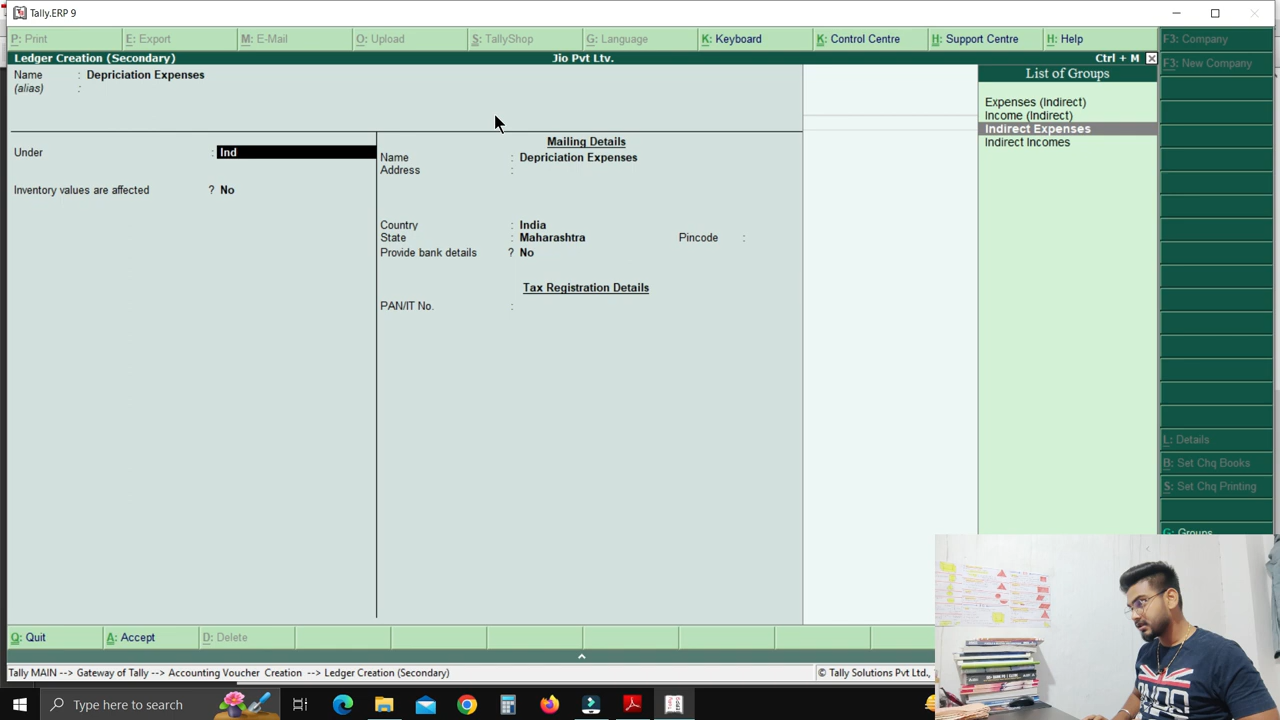 Tally.ERP 9
P: Print
E: Export
M: E-Mail
O: Upload
S: TallyShop
G: Language
K: Keyboard
K: Control Centre
H: Support Centre
H: Help
F3: Company
F3: New Company
Ledger Creation (Secondary)
Jio Pvt Ltv.
Ctrl + M
Name : Depriciation Expenses
(alias) :
List of Groups
Expenses (Indirect)
Income (Indirect)
Indirect Expenses
Indirect Incomes
Under : Ind
Inventory values are affected ? No
Mailing Details
Name : Depriciation Expenses
Address :
Country : India
State : Maharashtra Pincode :
Provide bank details ? No
Tax Registration Details
PAN/IT No. :
L: Details
B: Set Chq Books
S: Set Chq Printing
G: Groups
Q: Quit
A: Accept
D: Delete
Tally MAIN --> Gateway of Tally --> Accounting Voucher Creation --> Ledger Creation (Secondary)
© Tally Solutions Pvt Ltd.,
Type here to search